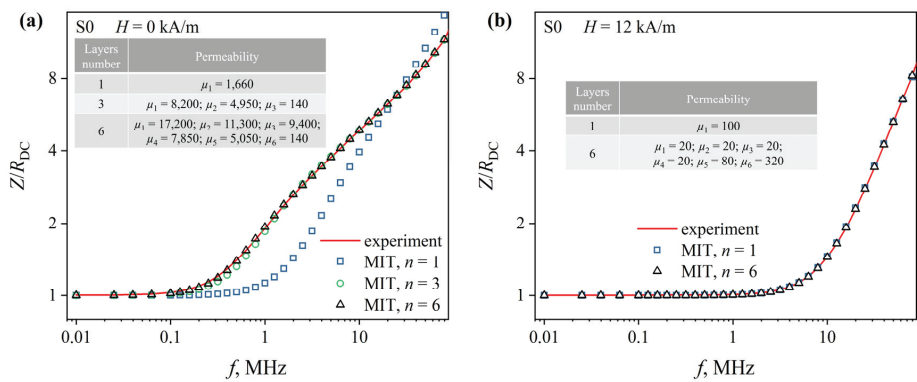 (a) S0 H = 0 kA/m
Layers number Permeability
1 μ₁ = 1,660
3 μ₁ = 8,200; μ₂ = 4,950; μ₃ = 140
6 μ₁ = 17,200; μ₂ = 11,300; μ₃ = 9,400;
μ₄ = 7,850; μ₅ = 5,050; μ₆ = 140
Z/R_DC
8
4
2
1
experiment
MIT, n = 1
MIT, n = 3
MIT, n = 6
0.01 0.1 1 10
f, MHz
(b) S0 H = 12 kA/m
Layers number Permeability
1 μ₁ = 100
6 μ₁ = 20; μ₂ = 20; μ₃ = 20;
μ₄ = 20; μ₅ = 80; μ₆ = 320
Z/R_DC
8
4
2
1
experiment
MIT, n = 1
MIT, n = 6
0.01 0.1 1 10
f, MHz